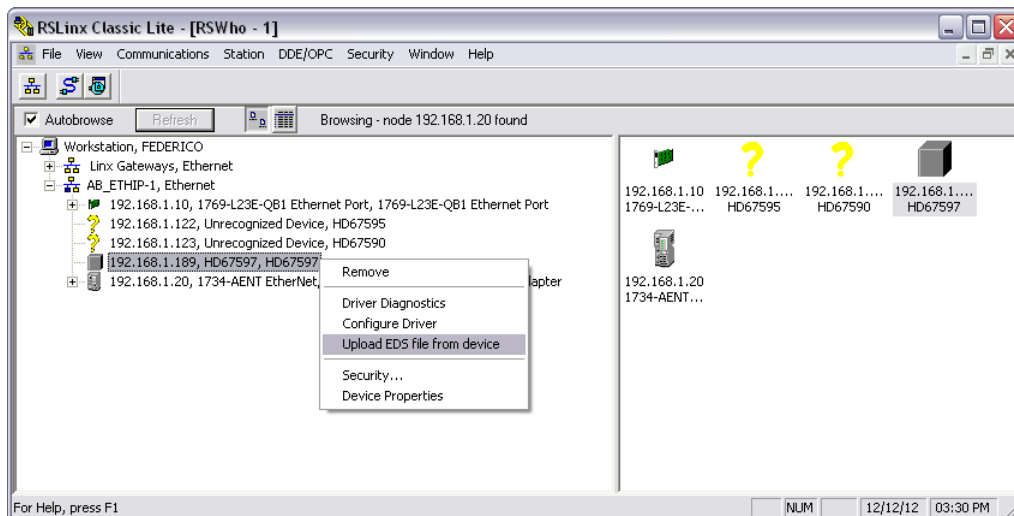 RSLinx Classic Lite - [RSWho - 1]
File View Communications Station DDE/OPC Security Window Help
Autobrowse Refresh Browsing - node 192.168.1.20 found
Workstation, FEDERICO
Linx Gateways, Ethernet
AB_ETHIP-1, Ethernet
192.168.1.10, 1769-L23E-QB1 Ethernet Port, 1769-L23E-QB1 Ethernet Port
192.168.1.122, Unrecognized Device, HD67595
192.168.1.123, Unrecognized Device, HD67590
192.168.1.189, HD67597, HD67597
192.168.1.20, 1734-AENT EtherNet, lapter
Remove
Driver Diagnostics
Configure Driver
Upload EDS file from device
Security...
Device Properties
192.168.1.10 192.168.1.... 192.168.1.... 192.168.1....
1769-L23E-... HD67595 HD67590 HD67597
192.168.1.20
1734-AENT...
For Help, press F1 NUM 12/12/12 03:30 PM